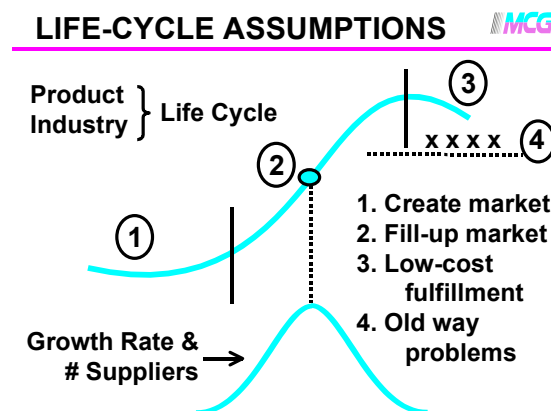 LIFE-CYCLE ASSUMPTIONS
MCG
Product
Industry
Life Cycle
1
2
3
x x x x
4
1. Create market
2. Fill-up market
3. Low-cost
fulfillment
4. Old way
problems
Growth Rate &
# Suppliers